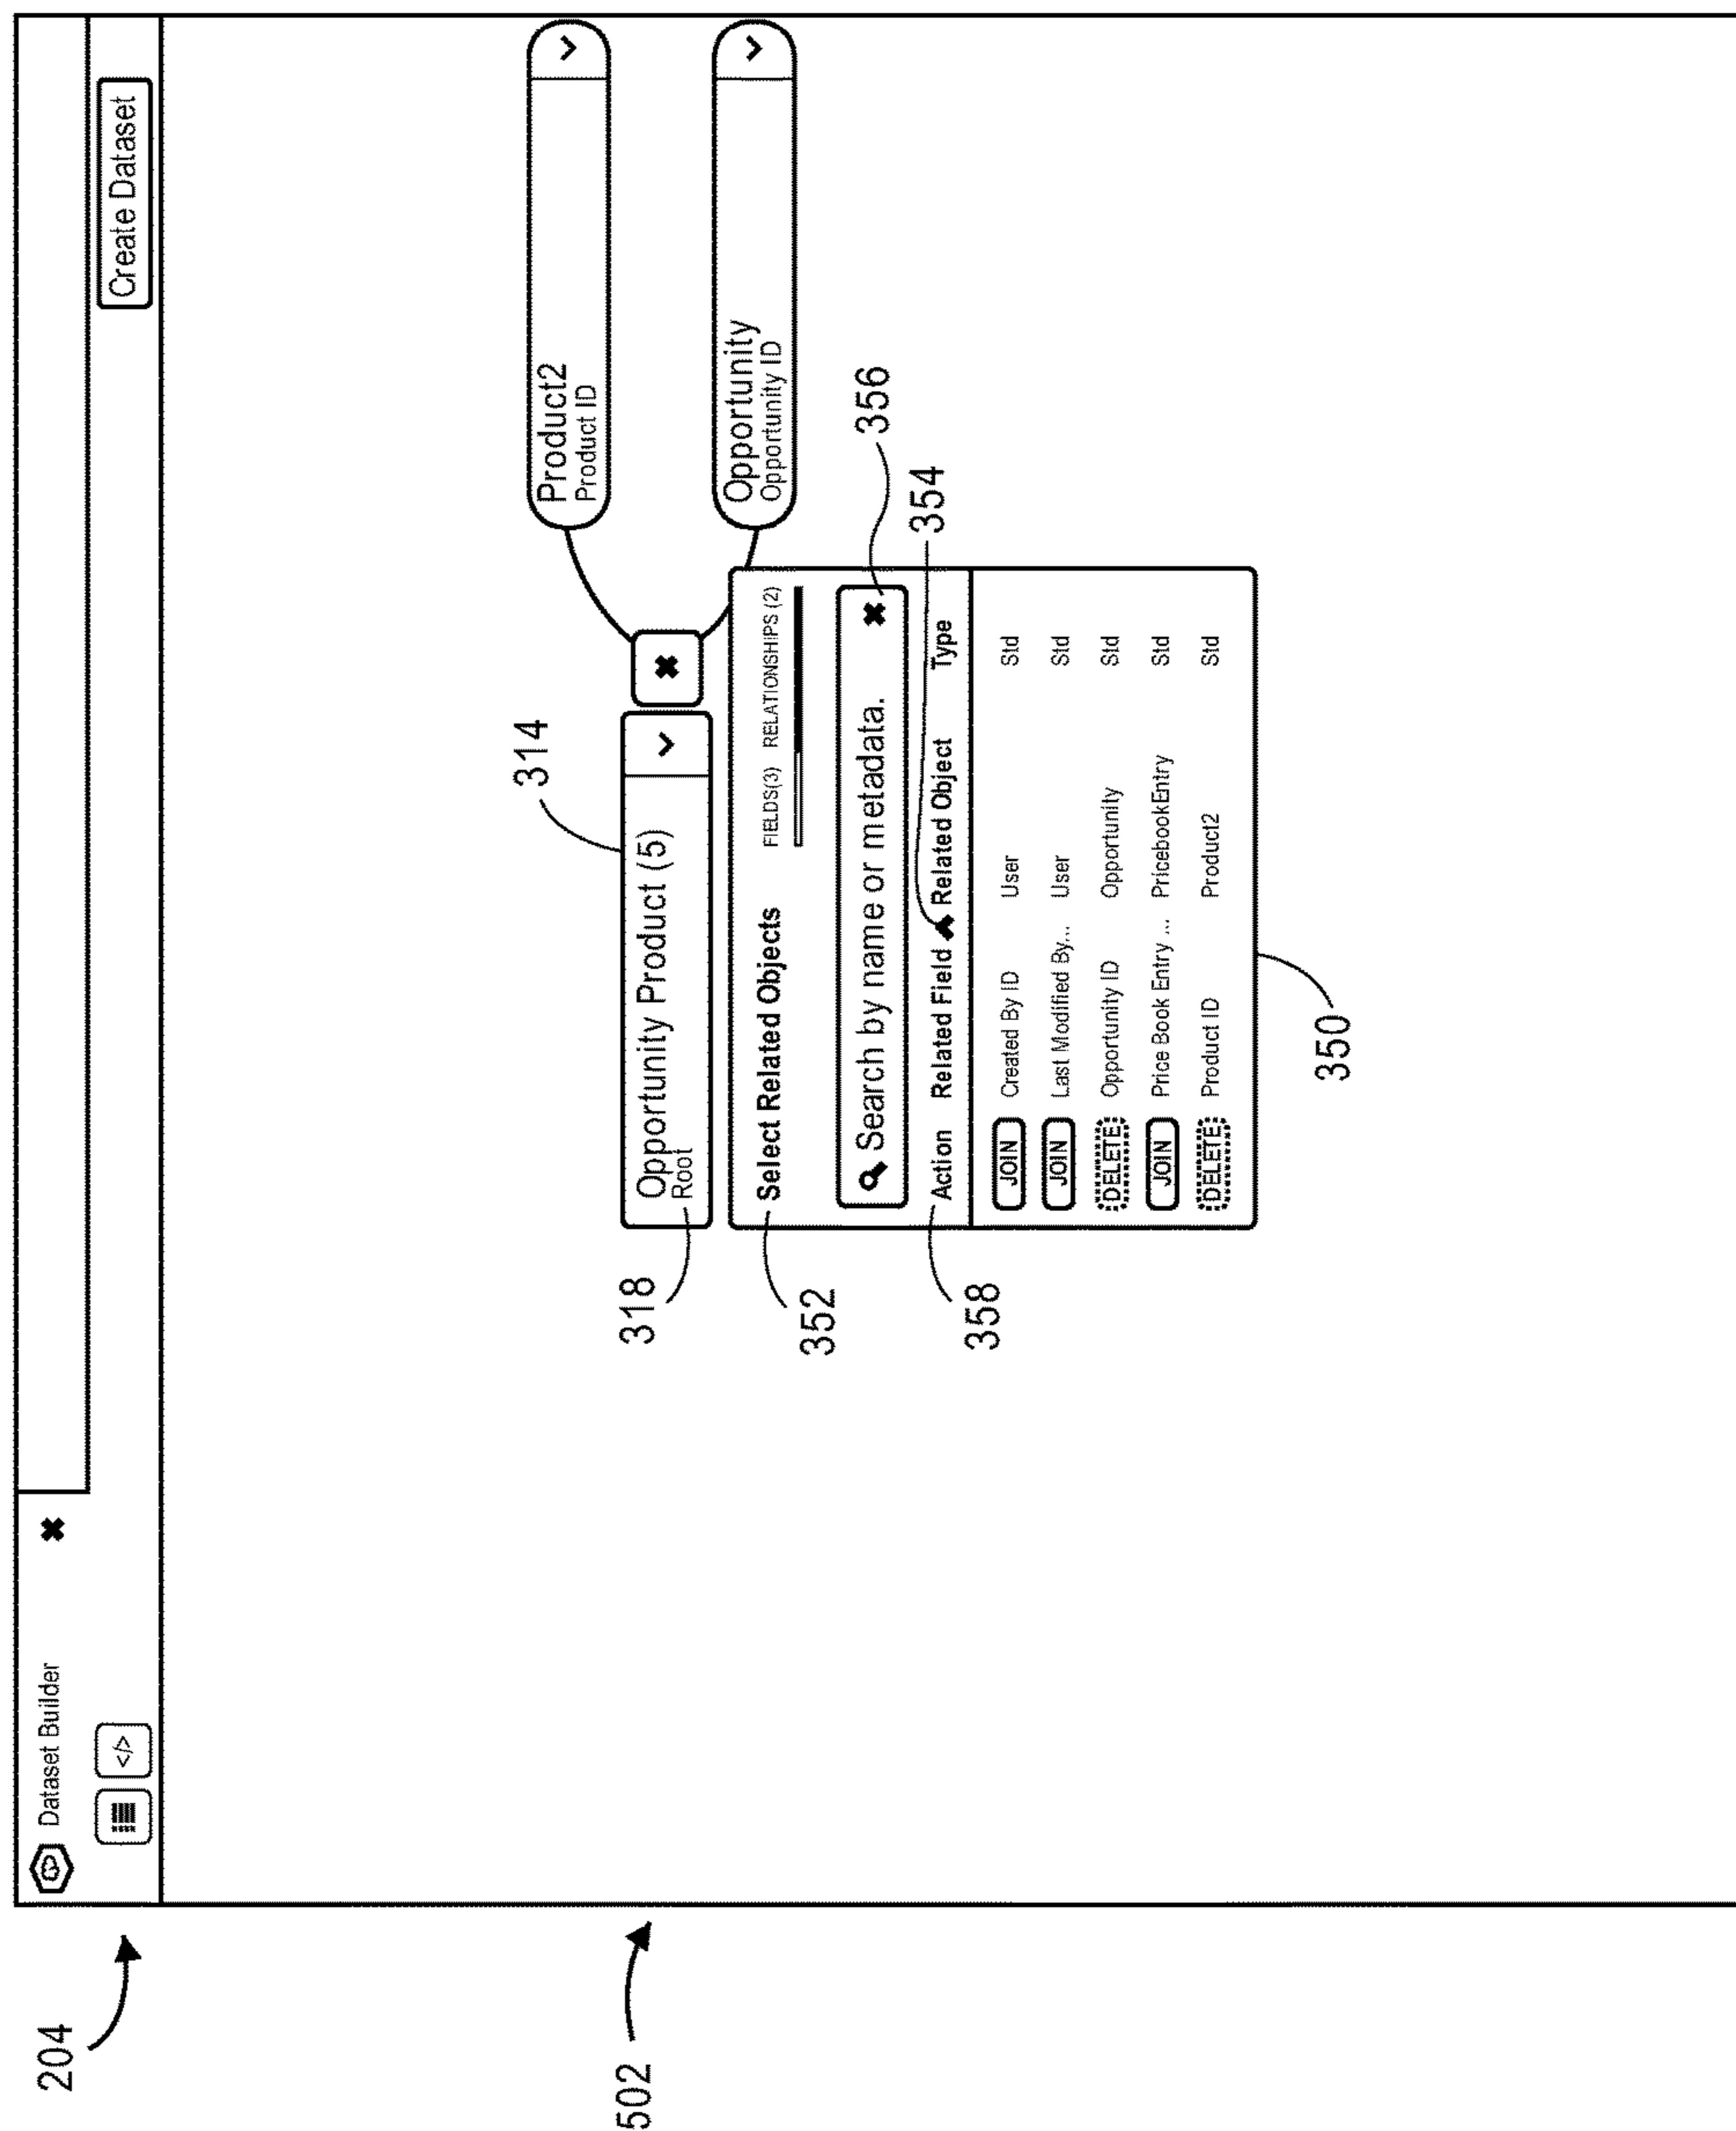 204
Dataset Builder
</>
Create Dataset
502
314
Opportunity Product (5)
318
Root
Product2
Product ID
Opportunity
Opportunity ID
352
Select Related Objects
FIELDS(3) RELATIONSHIPS (2)
Search by name or metadata.
356
354
358
Action Related Field Related Object Type
JOIN Created By ID User Std
JOIN Last Modified By... User Std
DELETE Opportunity ID Opportunity Std
JOIN Price Book Entry ... PricebookEntry Std
DELETE Product ID Product2 Std
350